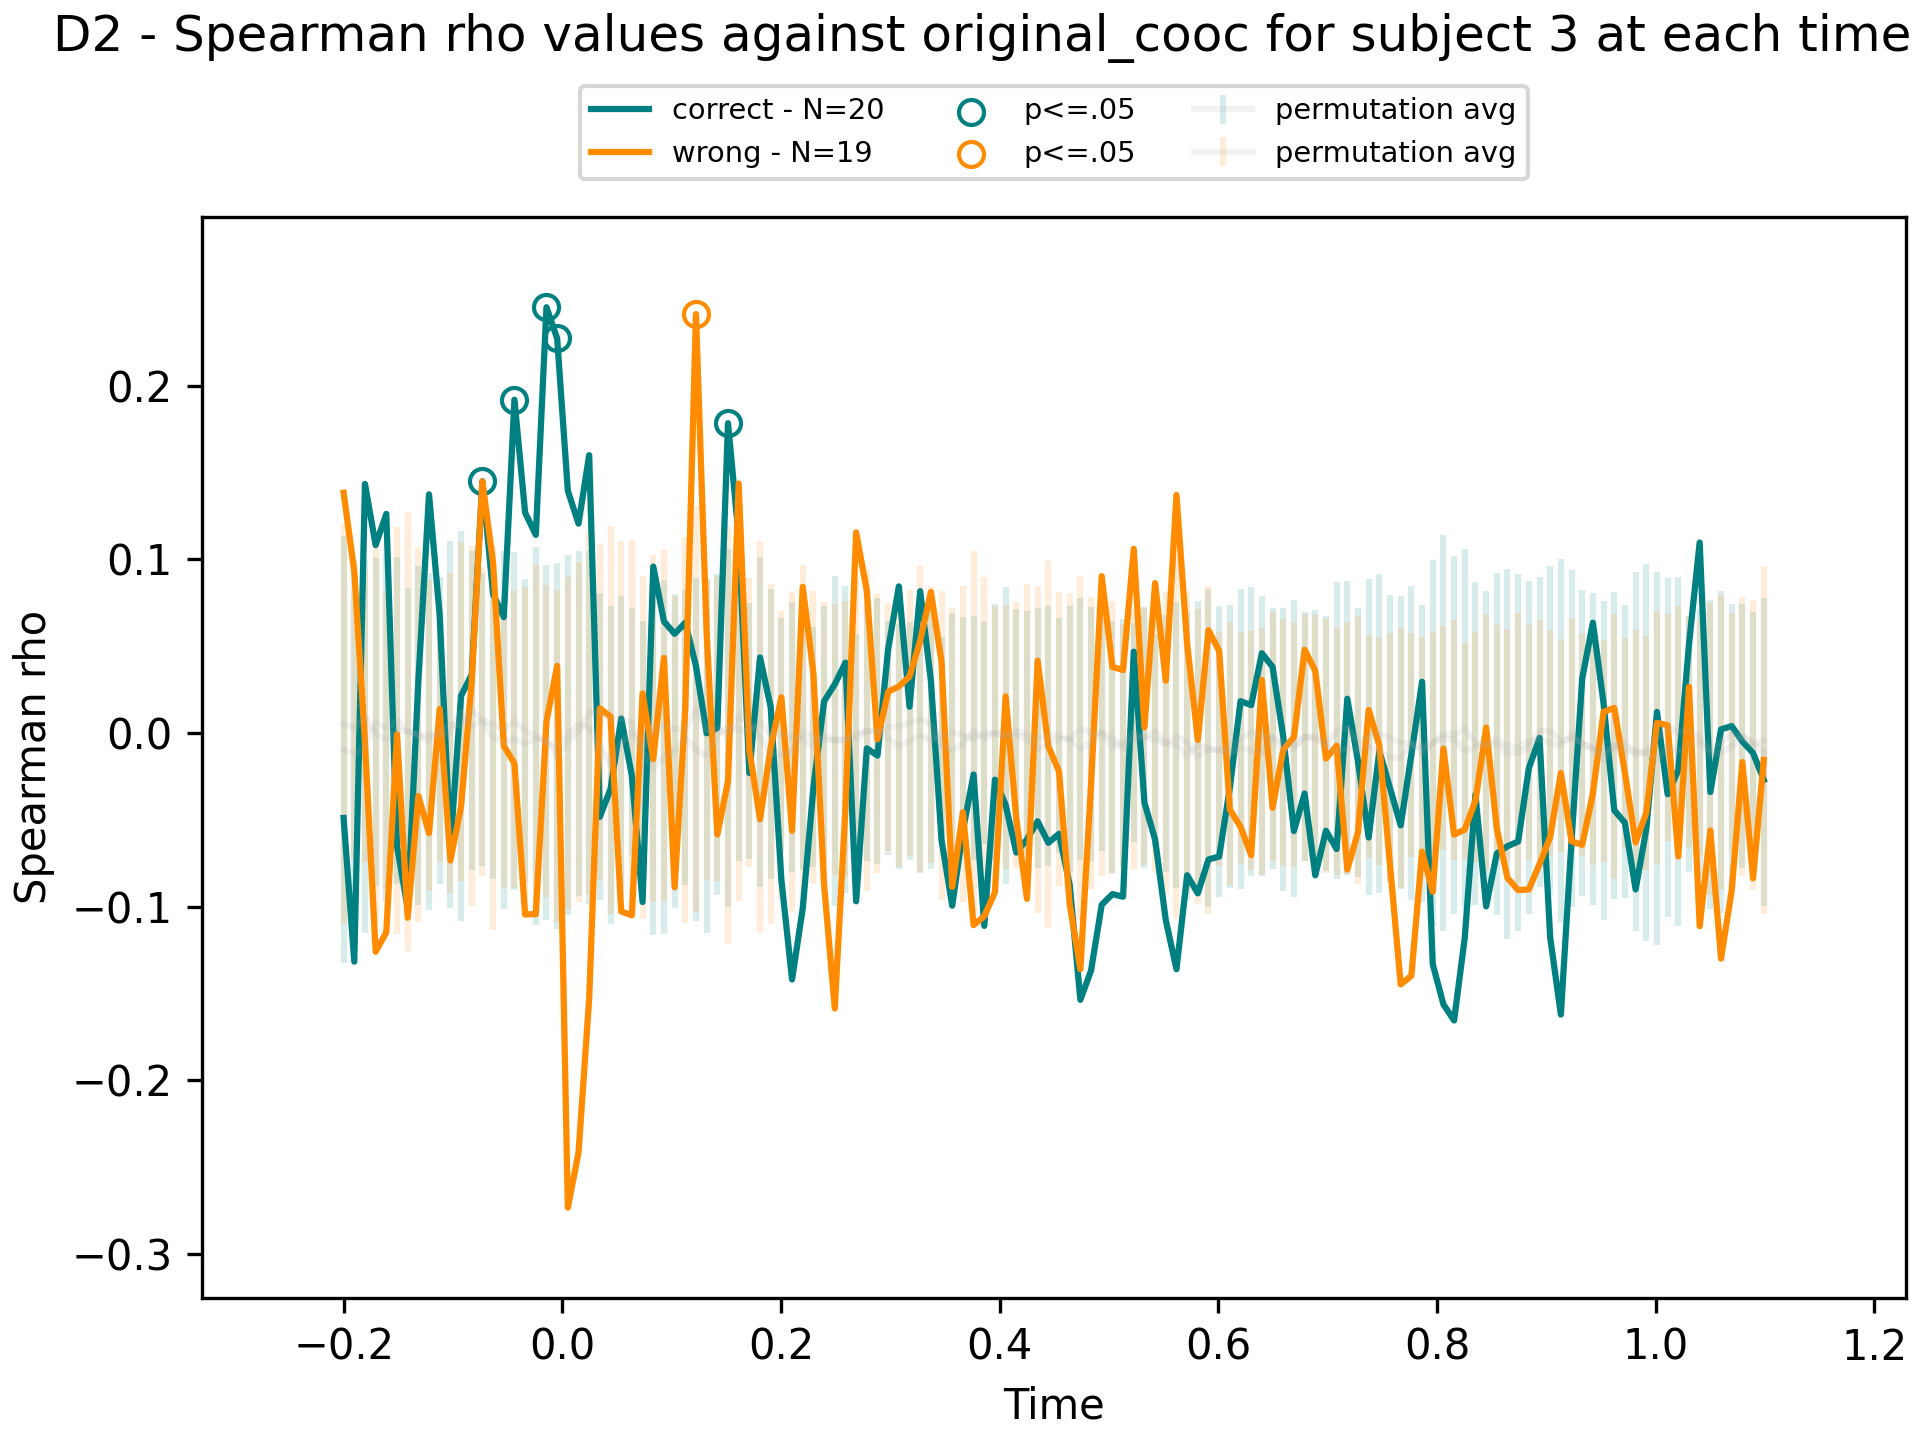 D2 - Spearman rho values against original_cooc for subject 3 at each time
correct - N=20
wrong - N=19
p<=.05
p<=.05
permutation avg
permutation avg
Spearman rho
0.2
0.1
0.0
−0.1
−0.2
−0.3
−0.2
0.0
0.2
0.4
0.6
0.8
1.0
1.2
Time